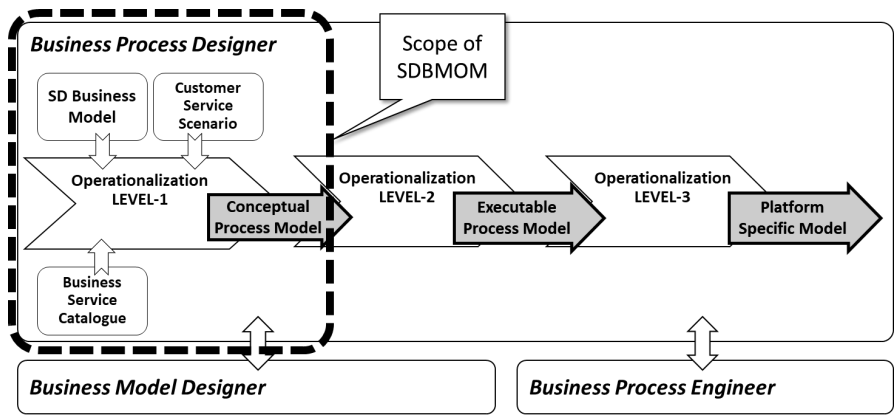 Business Process Designer
Scope of
SDBMOM
SD Business
Model
Customer
Service
Scenario
Operationalization
LEVEL-1
Conceptual
Process Model
Operationalization
LEVEL-2
Executable
Process Model
Operationalization
LEVEL-3
Platform
Specific Model
Business
Service
Catalogue
Business Model Designer
Business Process Engineer